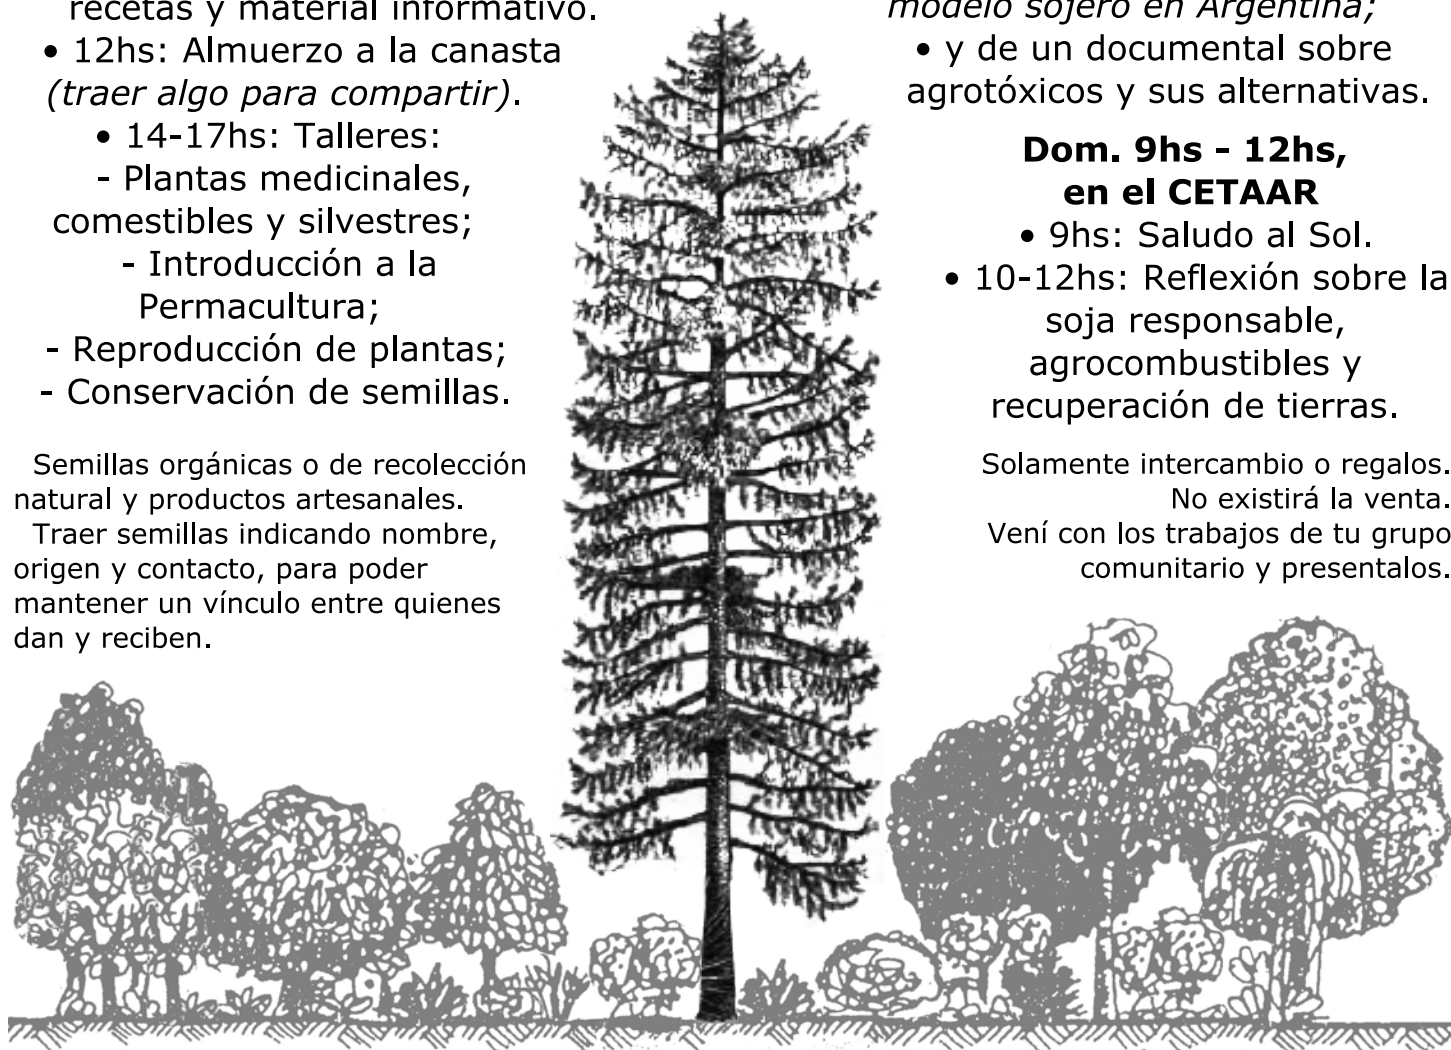 recetas y material informativo.
• 12hs: Almuerzo a la canasta
(traer algo para compartir).
• 14-17hs: Talleres:
- Plantas medicinales,
comestibles y silvestres;
- Introducción a la
Permacultura;
- Reproducción de plantas;
- Conservación de semillas.
Semillas orgánicas o de recolección
natural y productos artesanales.
Traer semillas indicando nombre,
origen y contacto, para poder
mantener un vínculo entre quienes
dan y reciben.
modelo sojero en Argentina;
• y de un documental sobre
agrotóxicos y sus alternativas.
Dom. 9hs - 12hs,
en el CETAAR
• 9hs: Saludo al Sol.
• 10-12hs: Reflexión sobre la
soja responsable,
agrocombustibles y
recuperación de tierras.
Solamente intercambio o regalos.
No existirá la venta.
Vení con los trabajos de tu grupo
comunitario y presentalos.